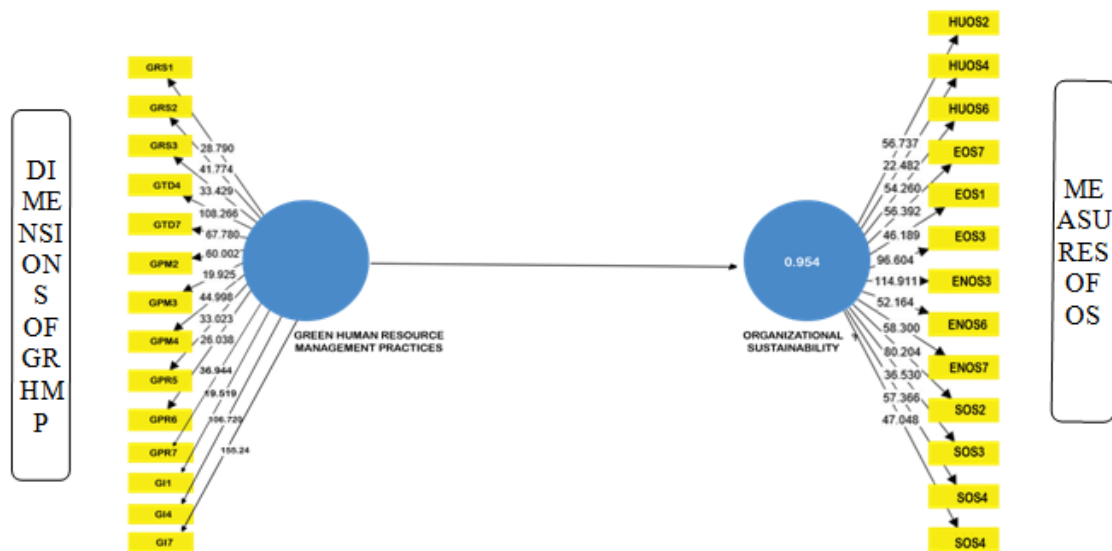 DI
ME
NSI
ON
S
OF
GR
HM
P
GRS1
GRS2
GRS3
GTD4
GTD7
GPM2
GPM3
GPM4
GPR5
GPR6
GPR7
GI1
GI4
GI7
28.790
41.774
33.429
108.266
67.780
60.002
19.925
44.998
33.023
26.038
36.944
19.519
106.720
155.24
GREEN HUMAN RESOURCE
MANAGEMENT PRACTICES
0.954
ORGANIZATIONAL
SUSTAINABILITY
56.737
22.482
54.260
56.392
46.189
96.604
114.911
52.164
58.300
80.204
36.530
57.366
47.048
HUOS2
HUOS4
HUOS6
EOS7
EOS1
EOS3
ENOS3
ENOS6
ENOS7
SOS2
SOS3
SOS4
SOS4
ME
ASU
RES
OF
OS